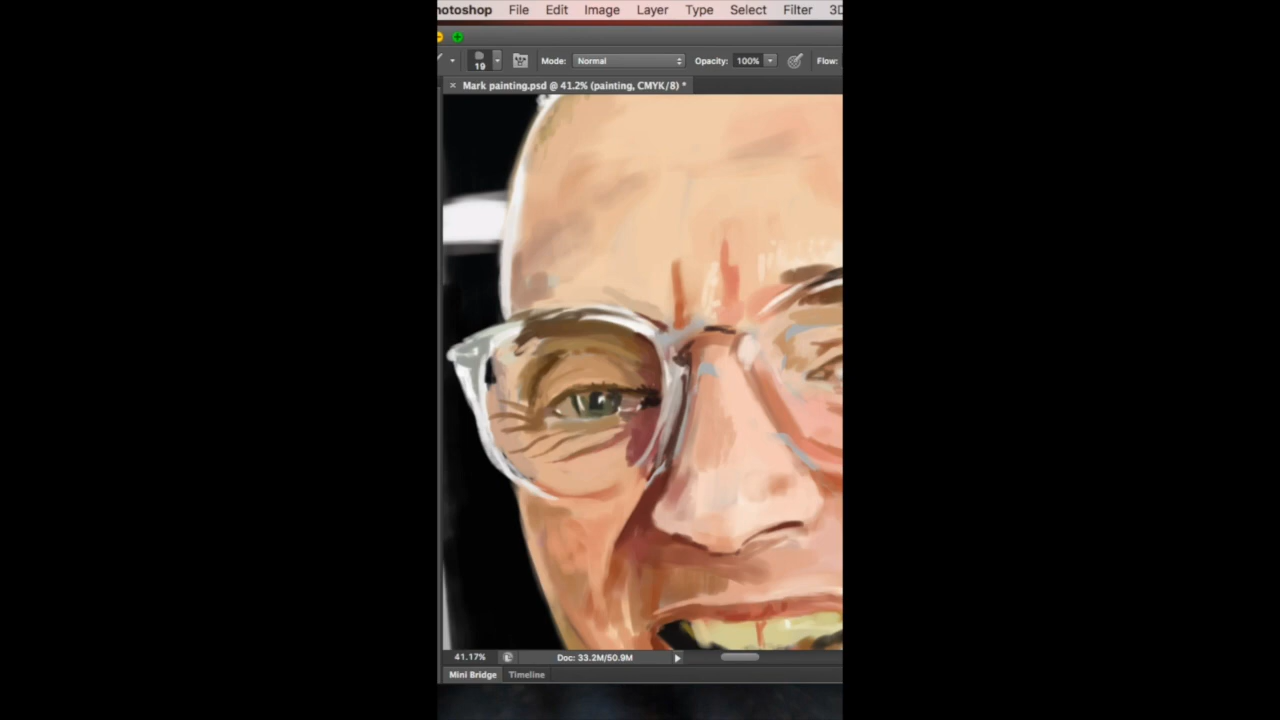 hotoshop File Edit Image Layer Type Select Filter 3D
19 Mode: Normal Opacity: 100% Flow:
× Mark painting.psd @ 41.2% (painting, CMYK/8) *
41.17% Doc: 33.2M/50.9M
Mini Bridge Timeline